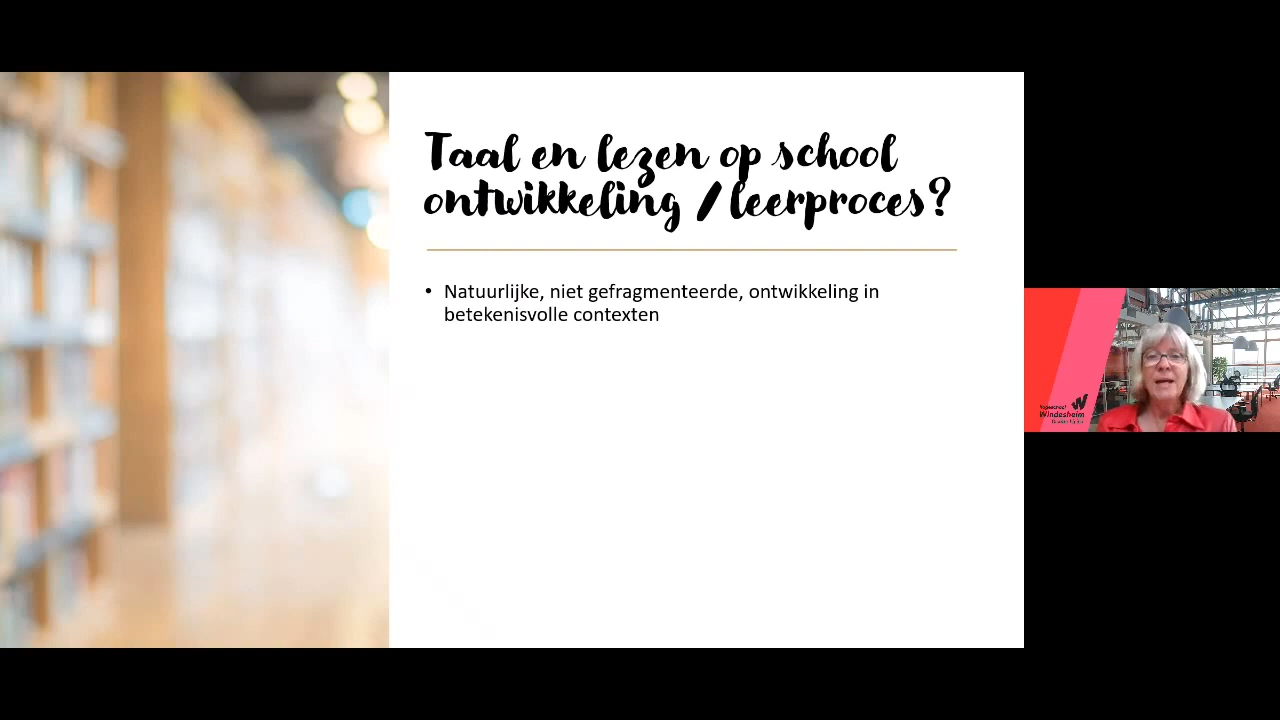 Taal en lezen op school
ontwikkeling / leerproces?
• Natuurlijke, niet gefragmenteerde, ontwikkeling in
betekenisvolle contexten
Hogeschool
Windesheim